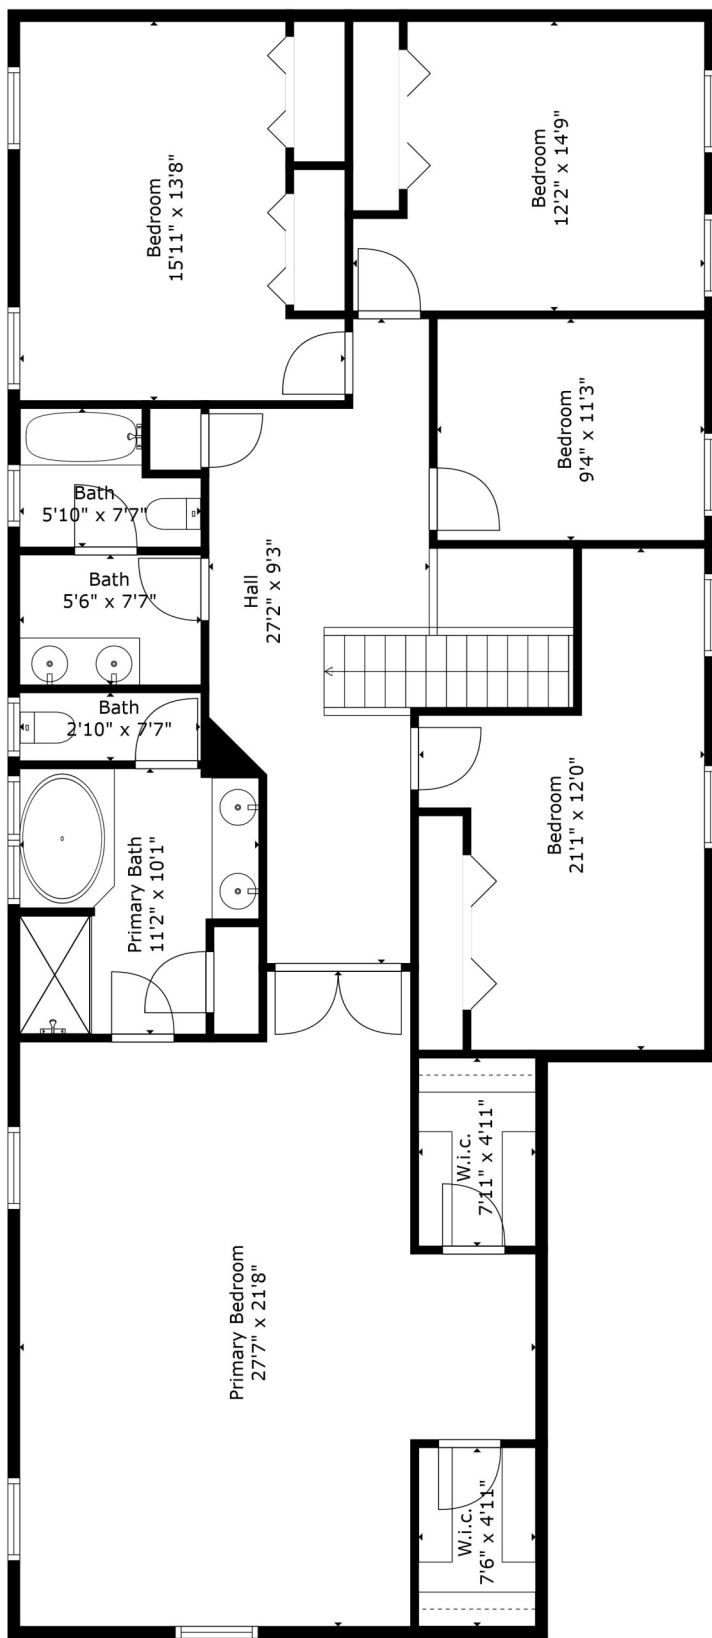 Bedroom
15'11" x 13'8"
Bedroom
12'2" x 14'9"
Bedroom
9'4" x 11'3"
Bath
5'10" x 7'7"
Bath
5'6" x 7'7"
Hall
27'2" x 9'3"
Bath
2'10" x 7'7"
Bedroom
21'1" x 12'0"
Primary Bath
11'2" x 10'1"
W.i.c.
7'11" x 4'11"
Primary Bedroom
27'7" x 21'8"
W.i.c.
7'6" x 4'11"